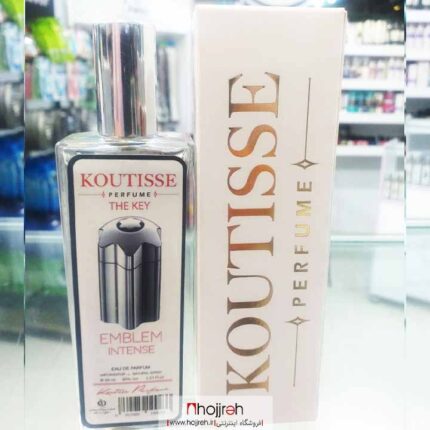 KOUTISSE
PERFUME
THE KEY
EMBLEM
INTENSE
EAU DE PARFUM
KOUTISSE
PERFUME
hojjreh
فروشگاه اینترنتی | www.hojjreh.ir